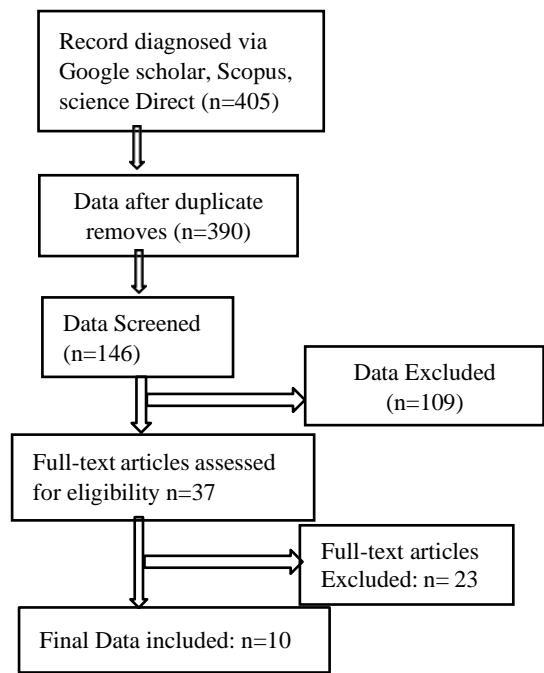 Record diagnosed via
Google scholar, Scopus,
science Direct (n=405)
Data after duplicate
removes (n=390)
Data Screened
(n=146)
Data Excluded
(n=109)
Full-text articles assessed
for eligibility n=37
Full-text articles
Excluded: n= 23
Final Data included: n=10